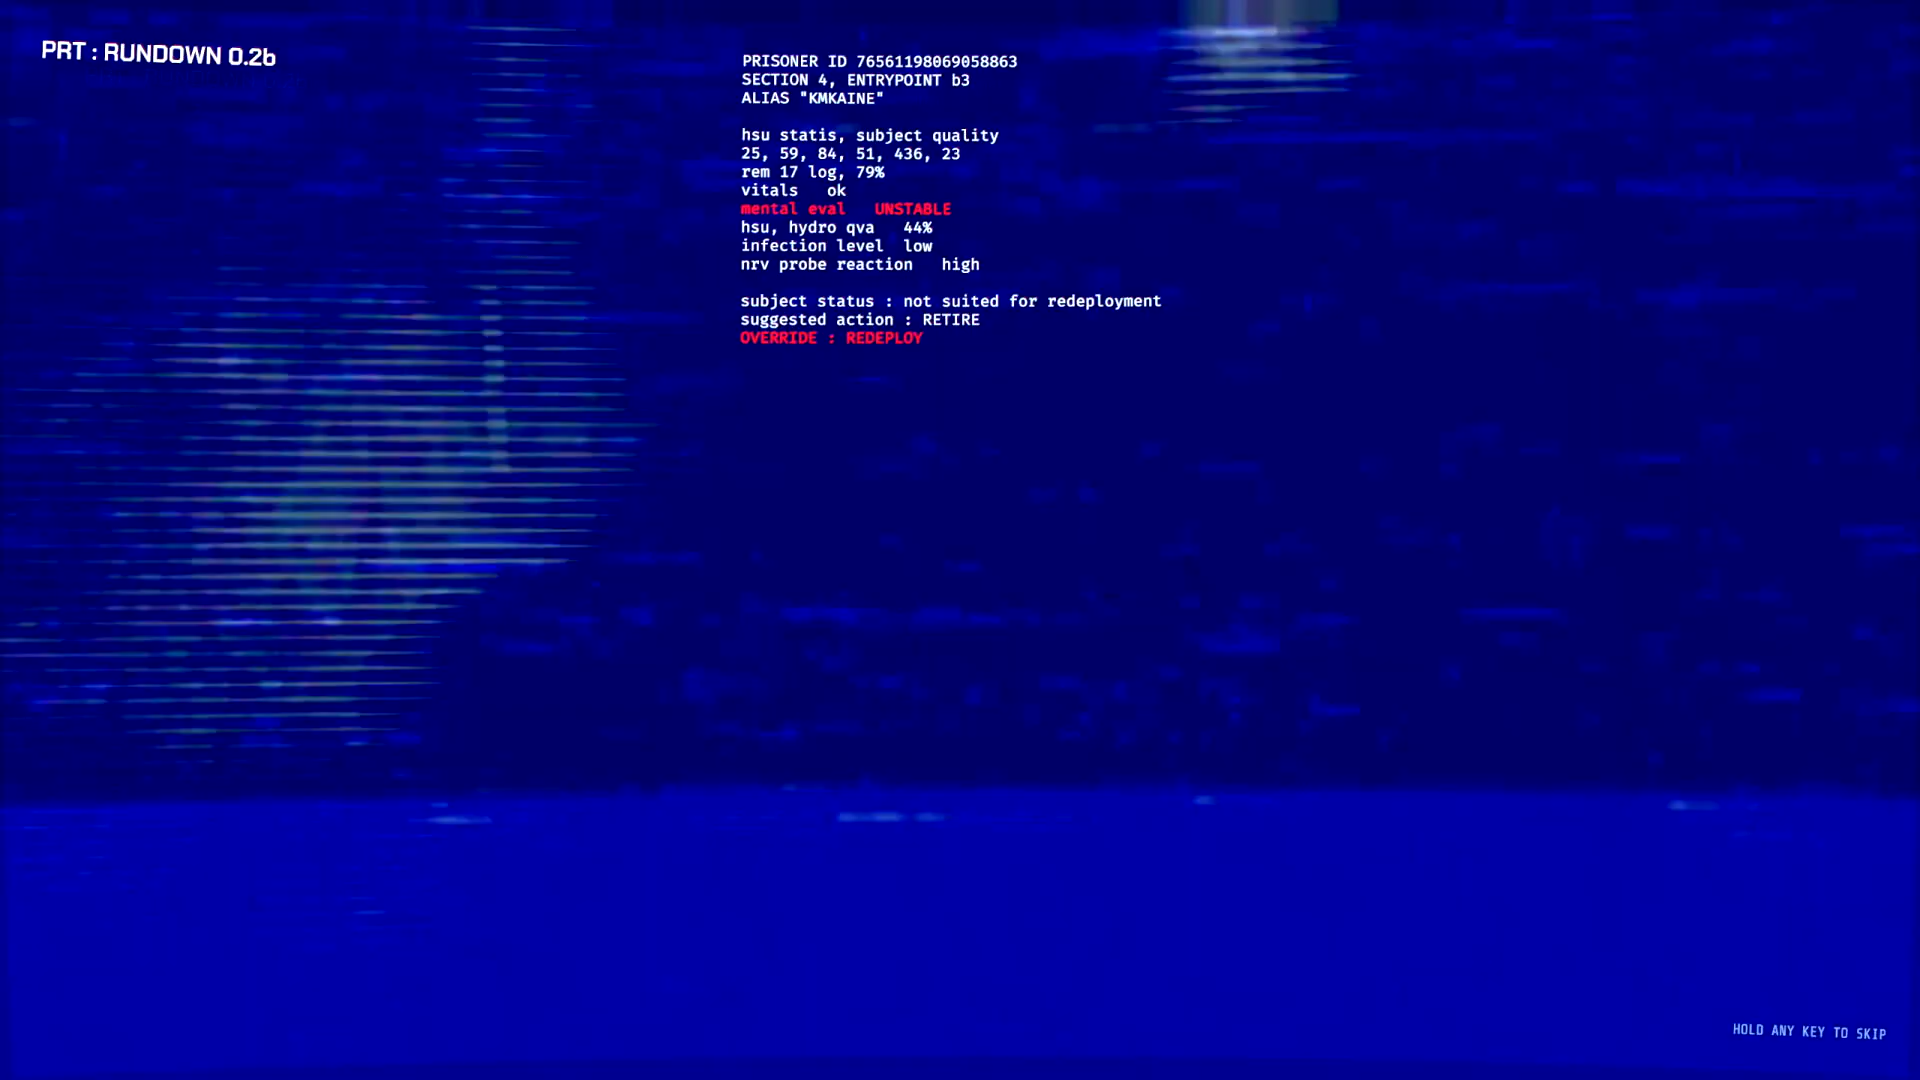 PRT : RUNDOWN 0.2b
PRISONER ID 76561198069058863
SECTION 4, ENTRYPOINT b3
ALIAS "KMKAINE"
hsu statis, subject quality
25, 59, 84, 51, 436, 23
rem 17 log, 79%
vitals ok
mental eval UNSTABLE
hsu, hydro qva 44%
infection level low
nrv probe reaction high
subject status : not suited for redeployment
suggested action : RETIRE
OVERRIDE : REDEPLOY
HOLD ANY KEY TO SKIP